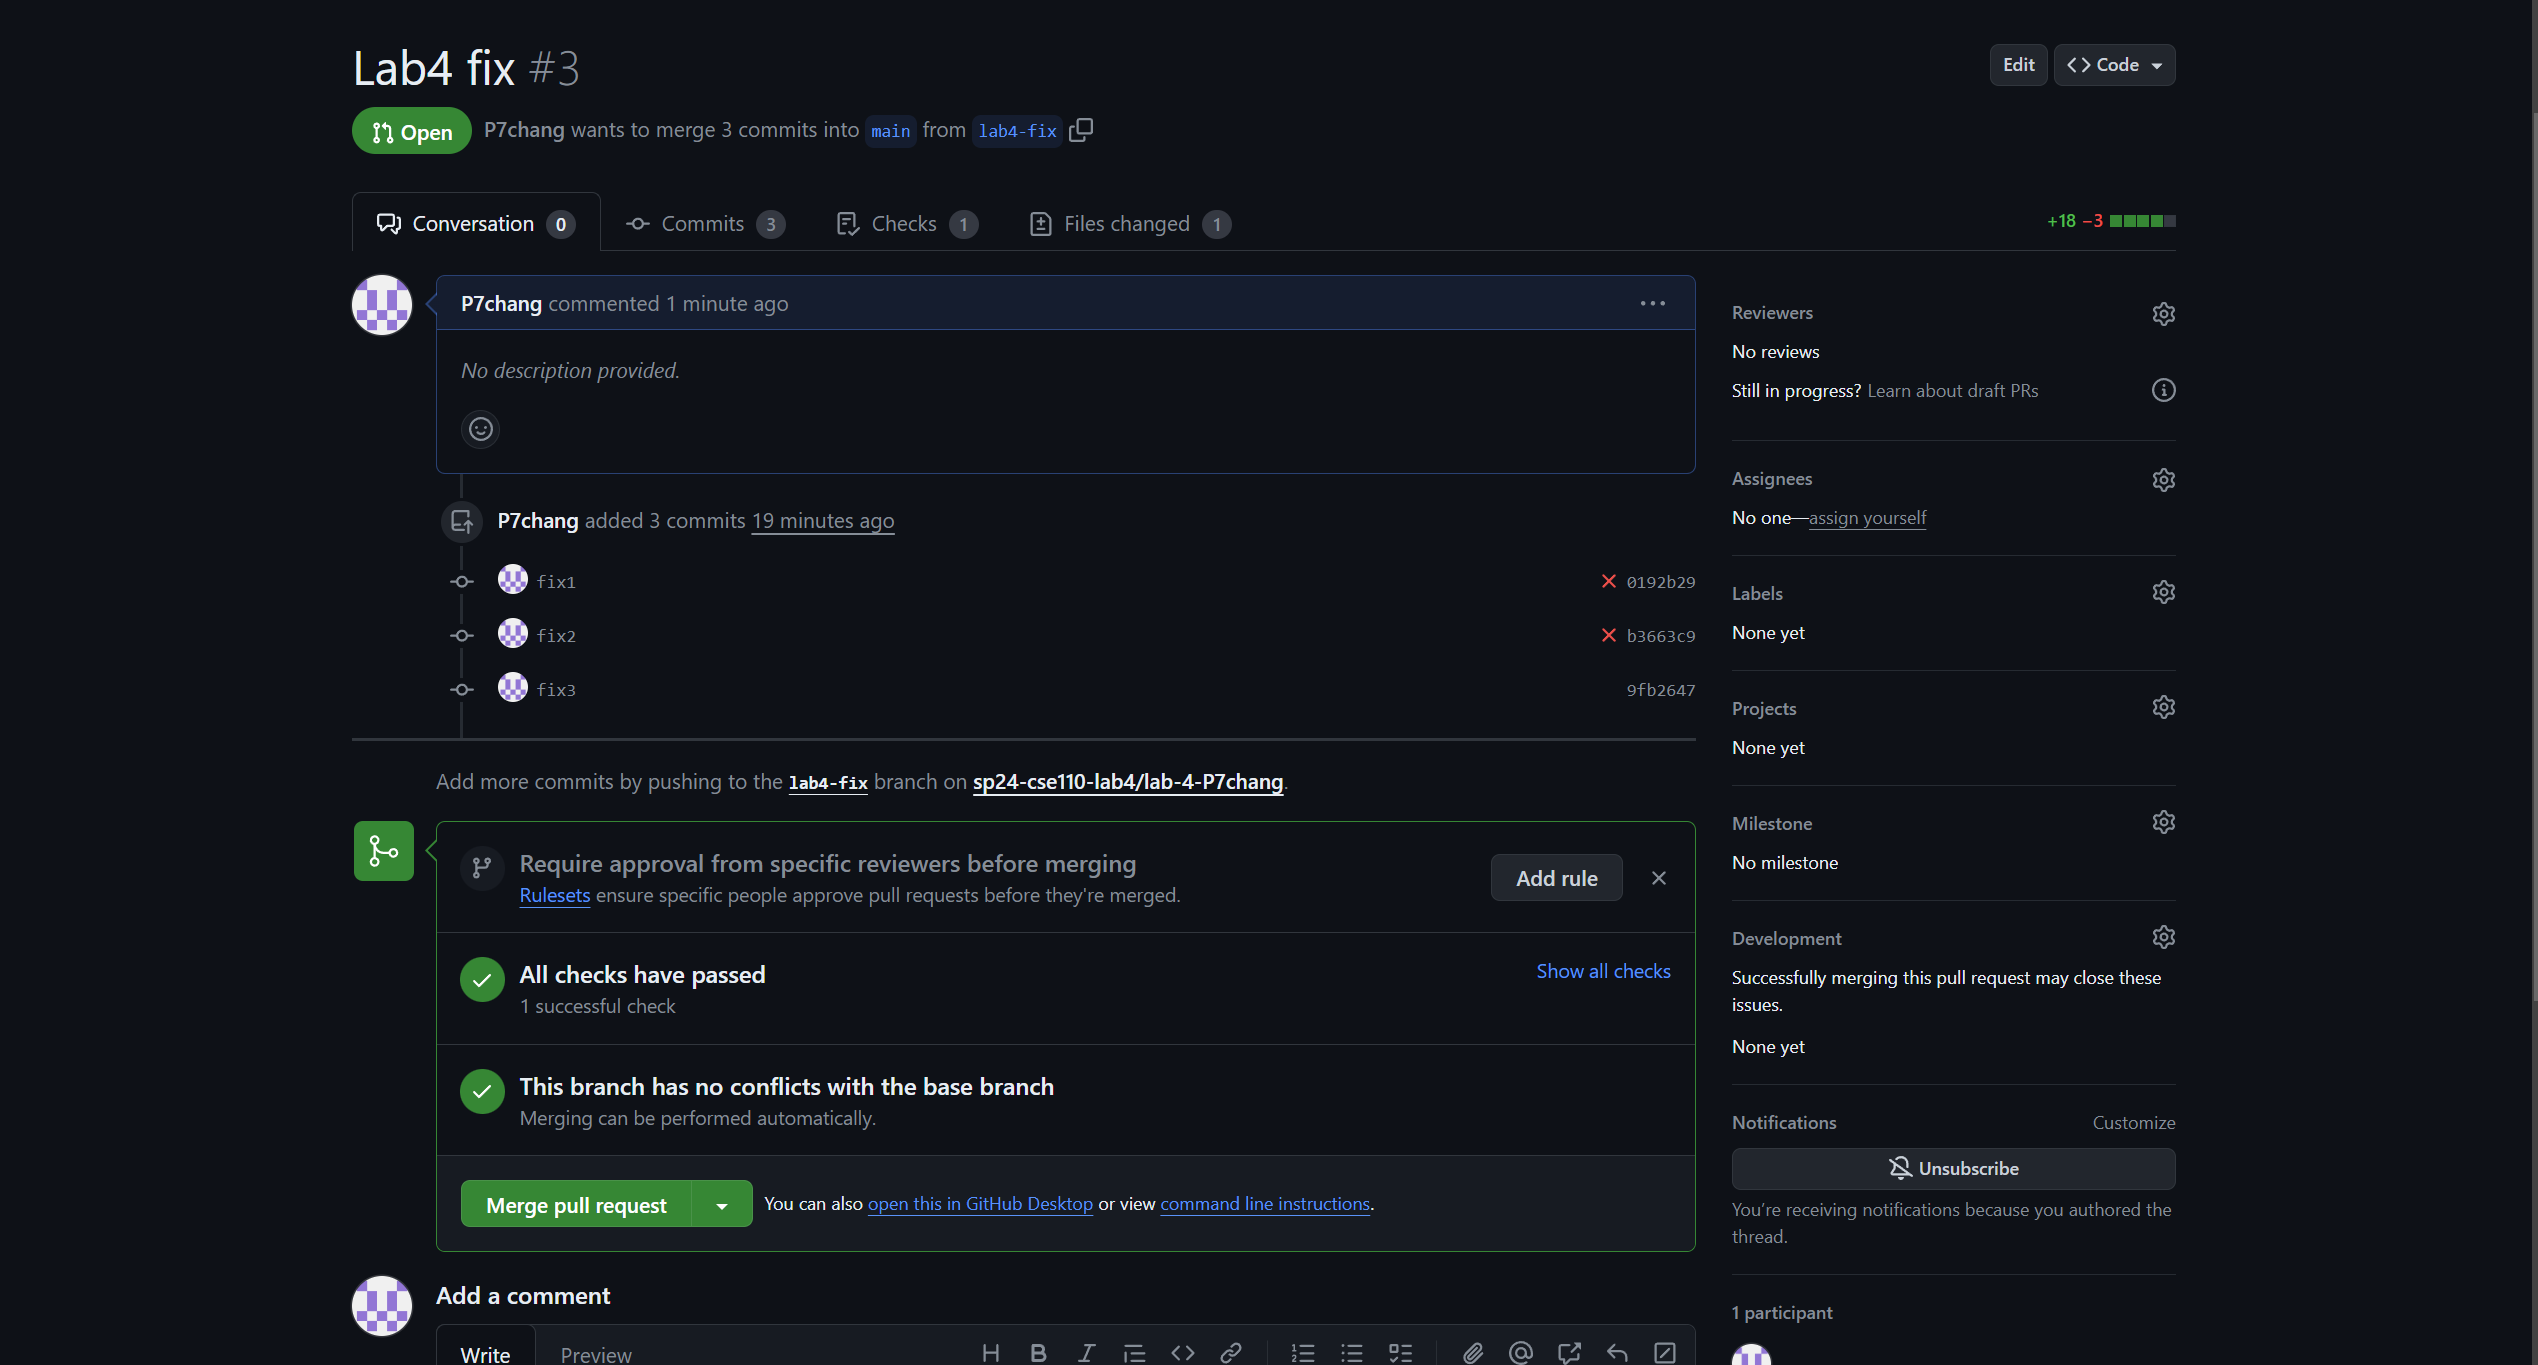 Lab4 fix #3
Edit
Code
Open
P7chang wants to merge 3 commits into main from lab4-fix
Conversation 0
Commits 3
Checks 1
Files changed 1
+18 −3
P7chang commented 1 minute ago
No description provided.
P7chang added 3 commits 19 minutes ago
fix1
0192b29
fix2
b3663c9
fix3
9fb2647
Add more commits by pushing to the lab4-fix branch on sp24-cse110-lab4/lab-4-P7chang.
Require approval from specific reviewers before merging
Rulesets ensure specific people approve pull requests before they're merged.
Add rule
All checks have passed
1 successful check
Show all checks
This branch has no conflicts with the base branch
Merging can be performed automatically.
Merge pull request
You can also open this in GitHub Desktop or view command line instructions.
Add a comment
Write
Preview
Reviewers
No reviews
Still in progress? Learn about draft PRs
Assignees
No one—assign yourself
Labels
None yet
Projects
None yet
Milestone
No milestone
Development
Successfully merging this pull request may close these
issues.
None yet
Notifications
Customize
Unsubscribe
You're receiving notifications because you authored the
thread.
1 participant